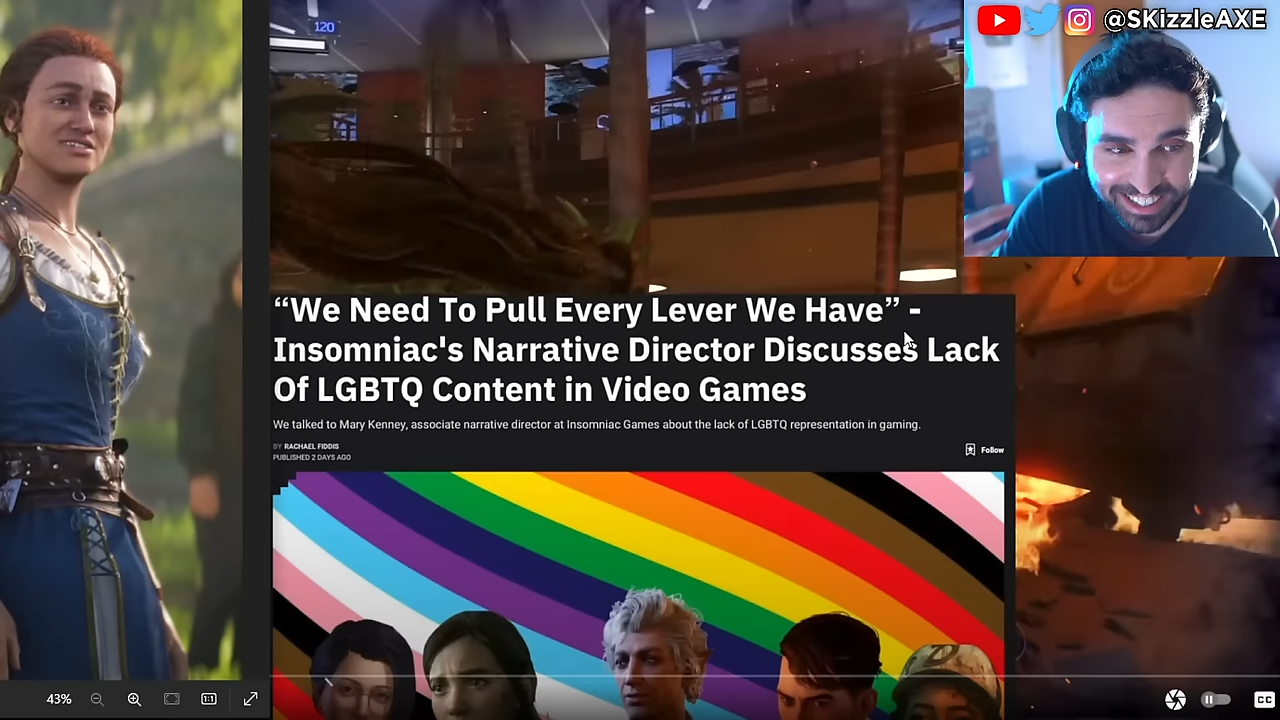 120
@SKizzleAXE
“We Need To Pull Every Lever We Have” -
Insomniac's Narrative Director Discusses Lack
Of LGBTQ Content in Video Games
We talked to Mary Kenney, associate narrative director at Insomniac Games about the lack of LGBTQ representation in gaming.
BY RACHAEL FIDDIS
PUBLISHED 2 DAYS AGO
Follow
43%
1:1
CC